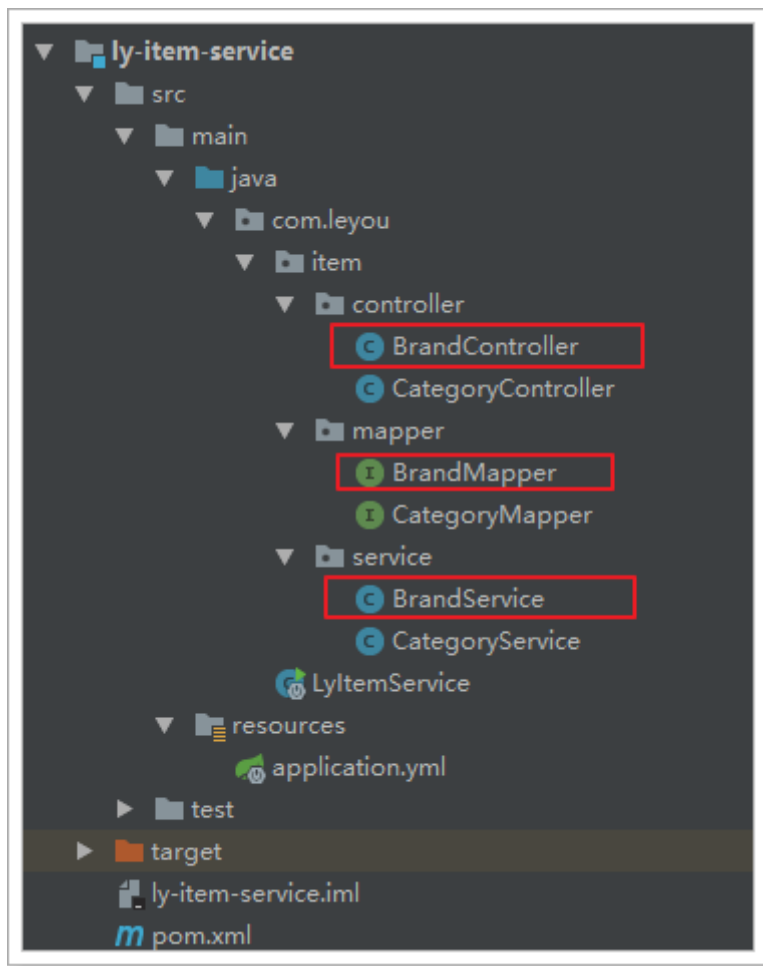 ly-item-service
src
main
java
com.leyou
item
controller
BrandController
CategoryController
mapper
BrandMapper
CategoryMapper
service
BrandService
CategoryService
LyItemService
resources
application.yml
test
target
ly-item-service.iml
pom.xml